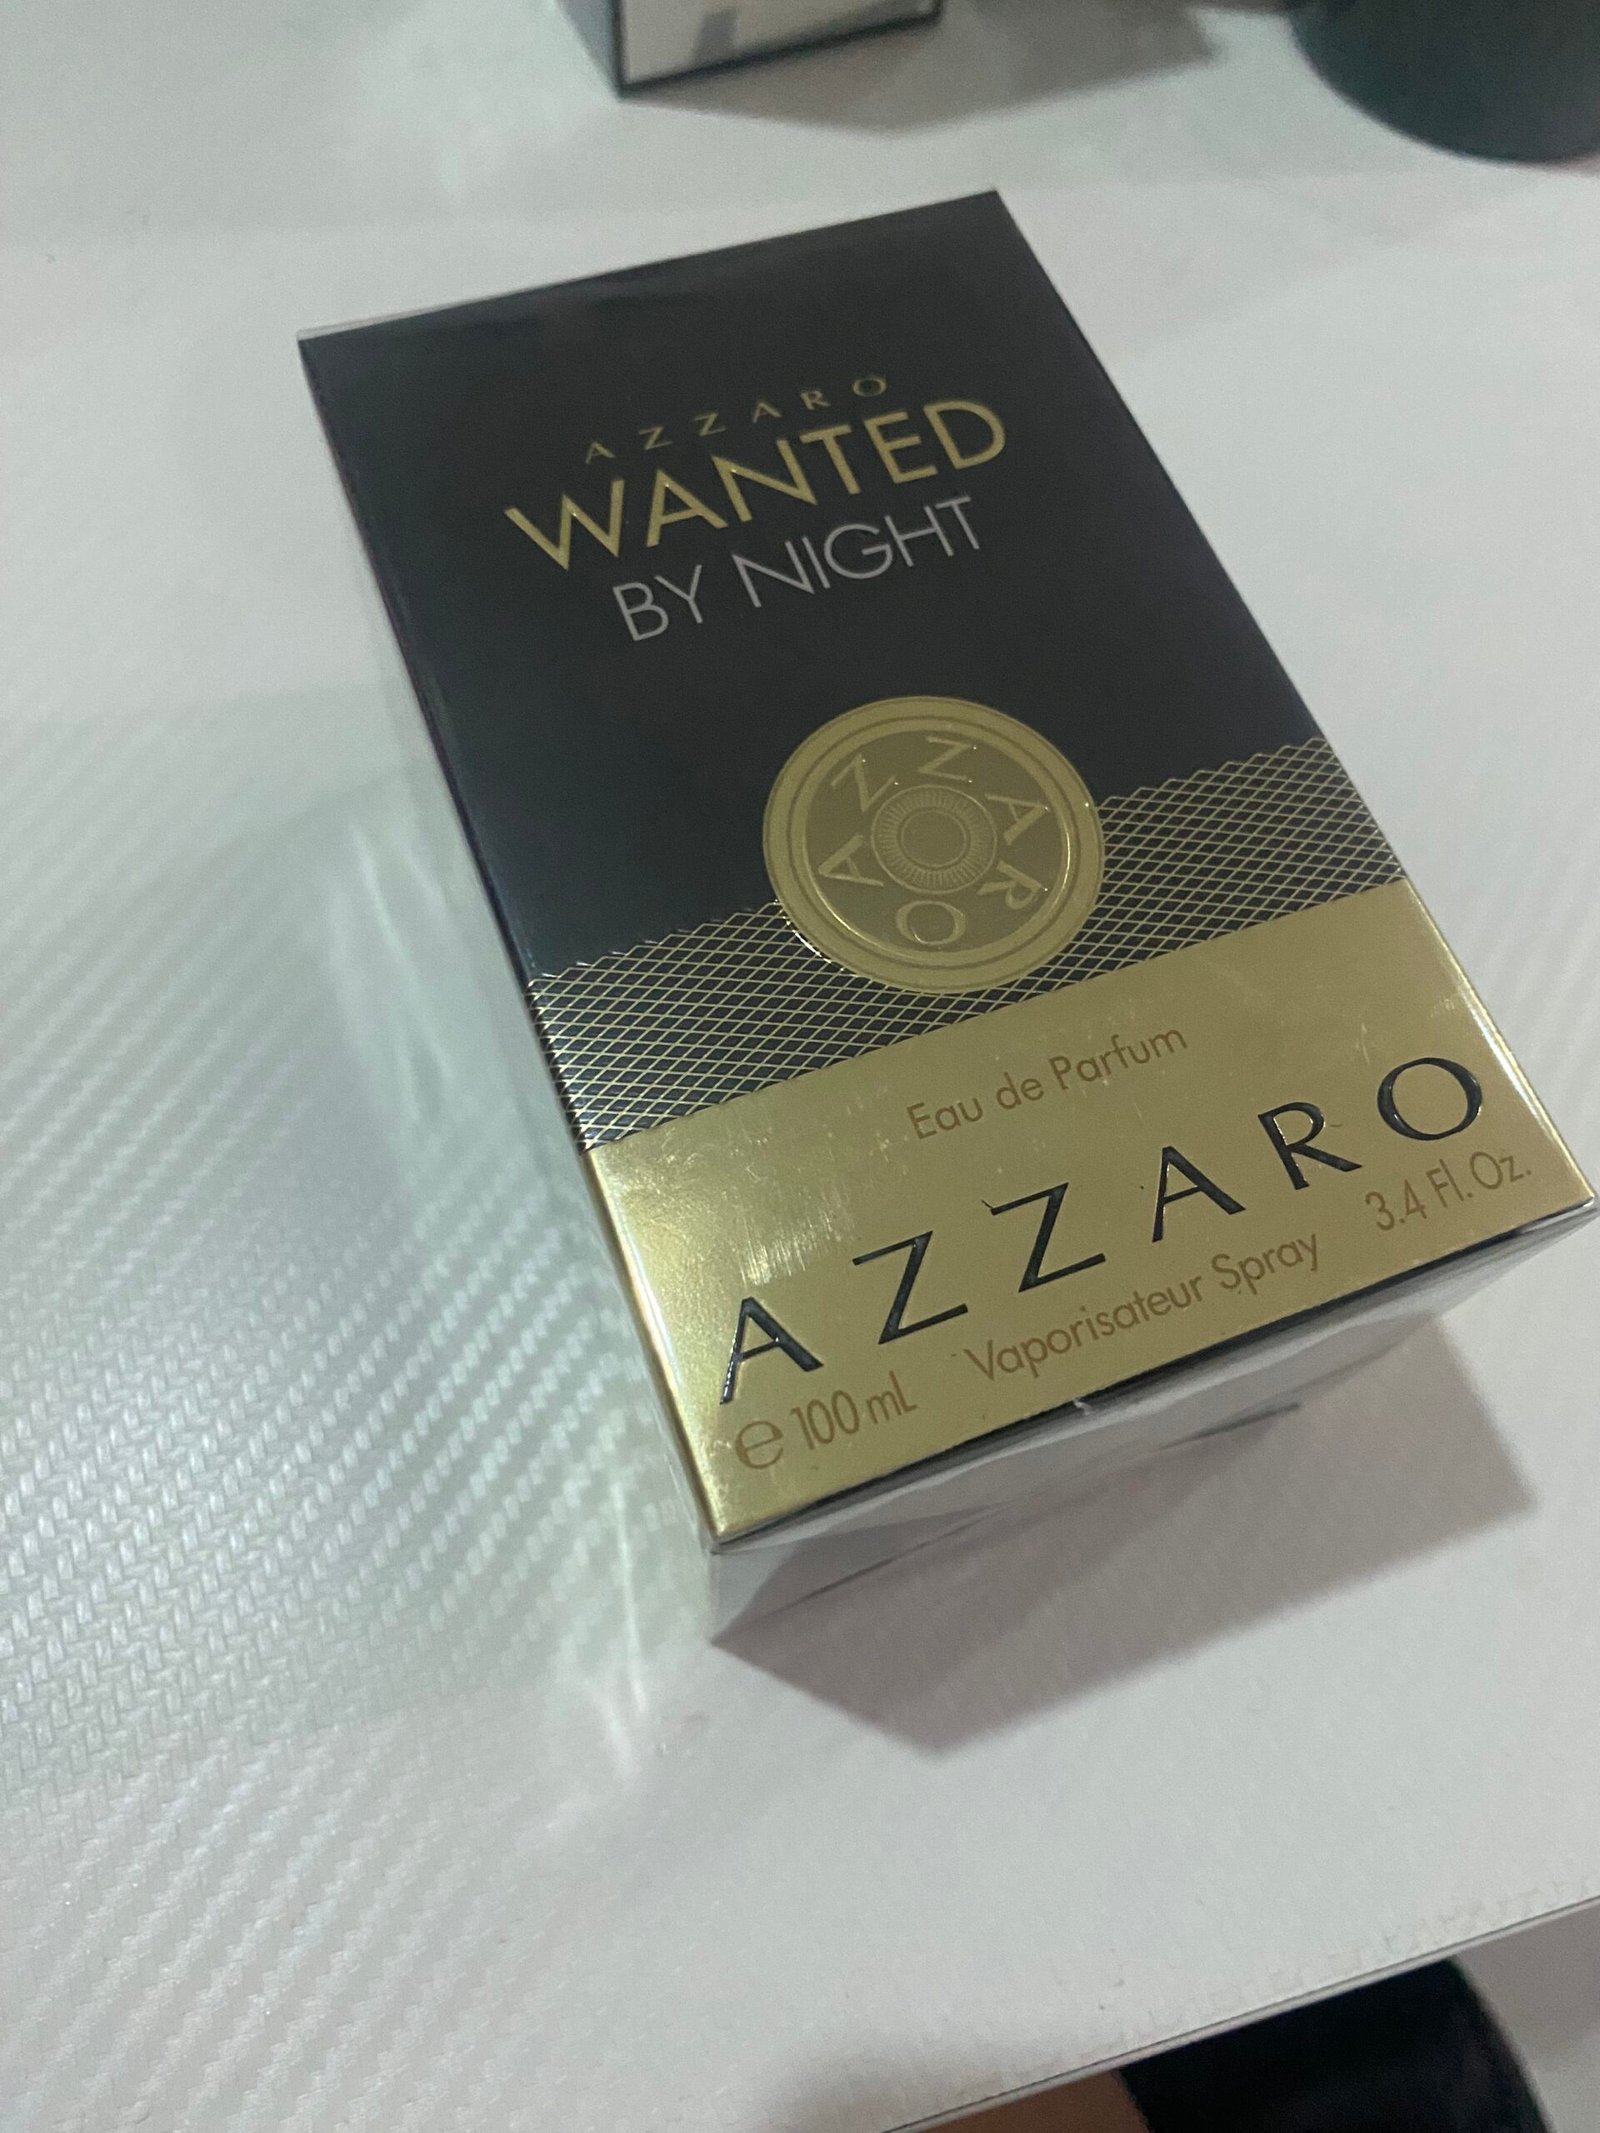 AZZARO
WANTED
BY NIGHT
AZZARO
Eau de Parfum
AZZARO
℮ 100 mL Vaporisateur Spray 3.4 Fl. Oz.